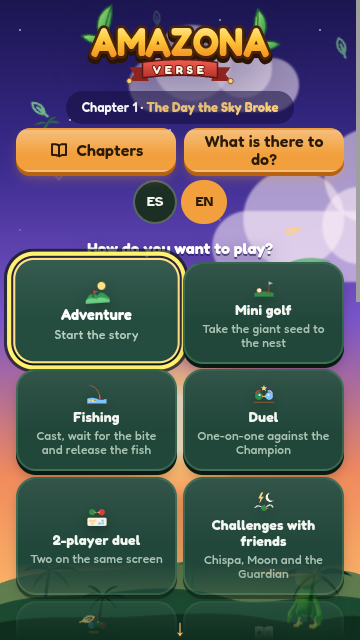 AMAZONA
VERSE
Chapter 1 · The Day the Sky Broke
Chapters
What is there to
do?
ES
EN
How do you want to play?
Adventure
Start the story
Mini golf
Take the giant seed to
the nest
Fishing
Cast, wait for the bite
and release the fish
Duel
One-on-one against the
Champion
2-player duel
Two on the same screen
Challenges with
friends
Chispa, Moon and the
Guardian
↓